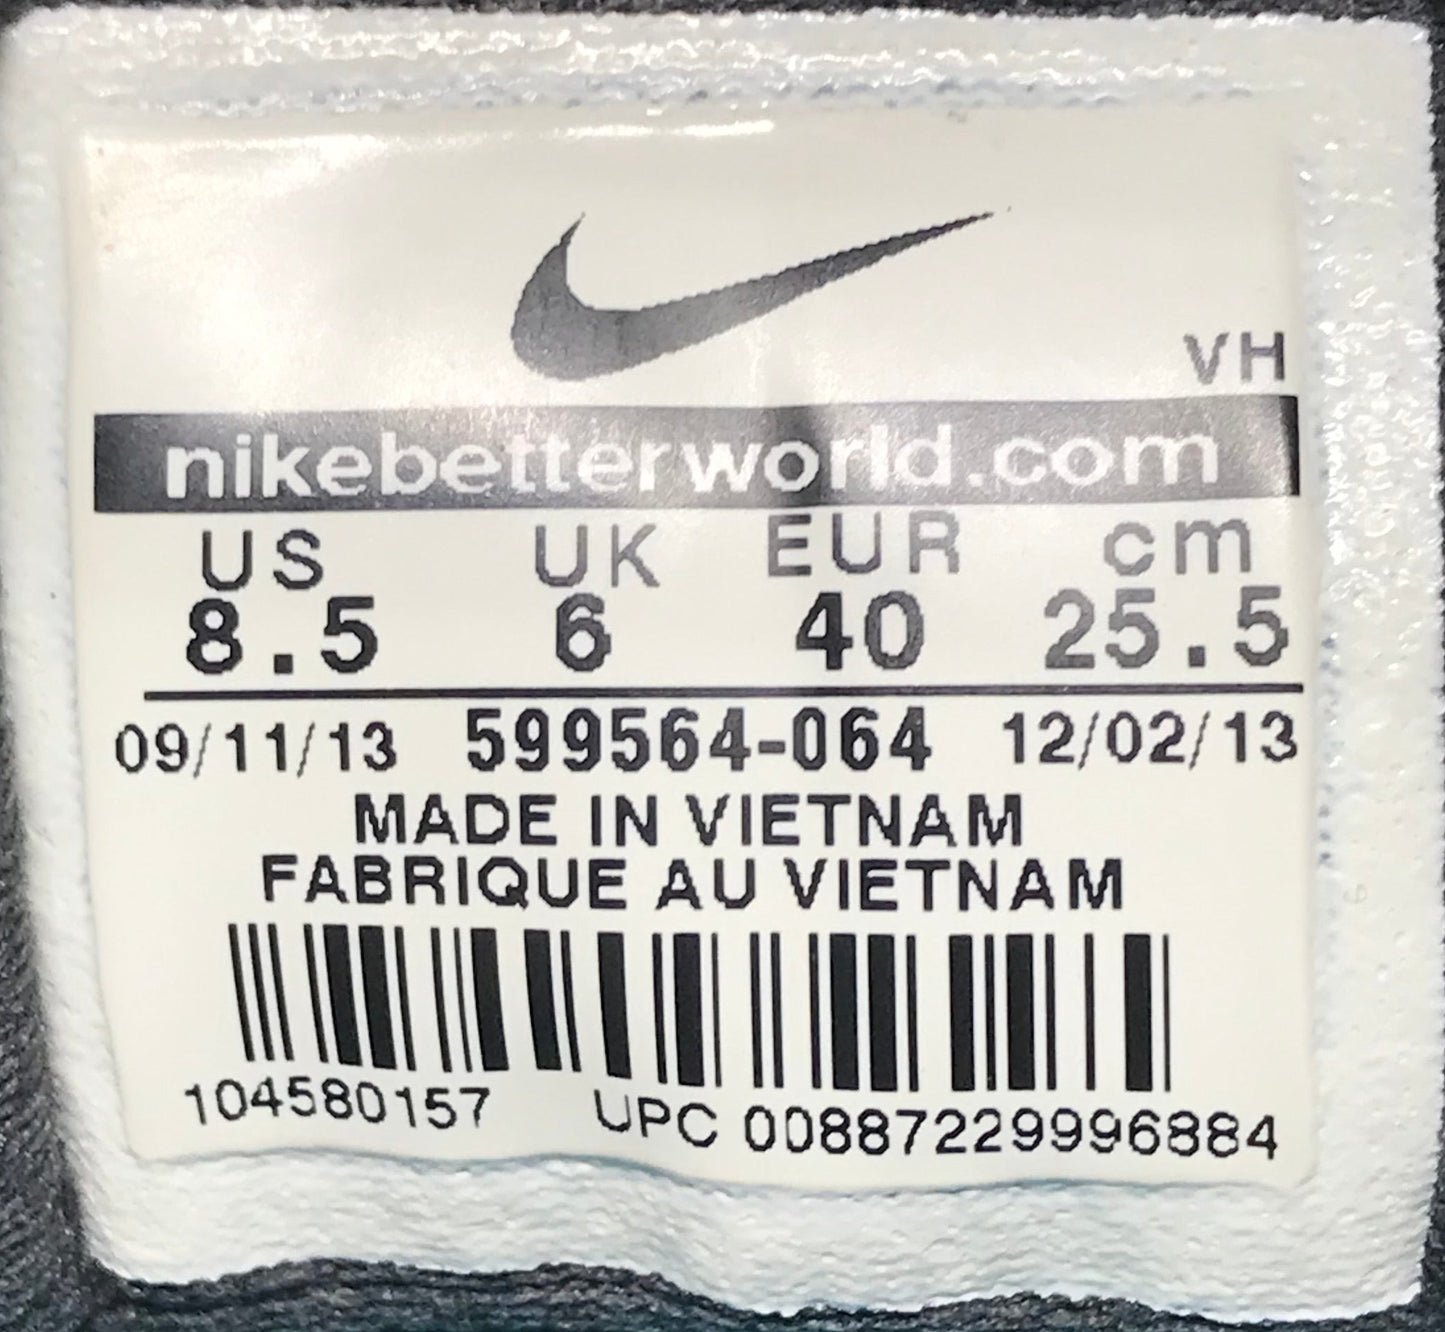 VH
nikebetterworld.com
US UK EUR cm
8.5 6 40 25.5
09/11/13 599564-064 12/02/13
MADE IN VIETNAM
FABRIQUE AU VIETNAM
104580157 UPC 00887229996884